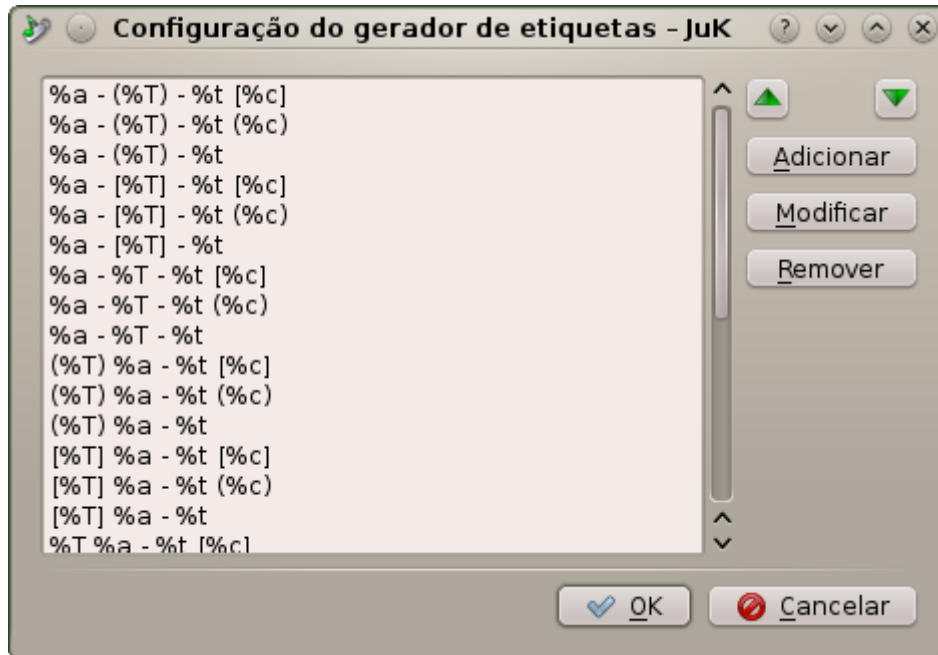 Configuração do gerador de etiquetas – JuK
%a - (%T) - %t [%c]
%a - (%T) - %t (%c)
%a - (%T) - %t
%a - [%T] - %t [%c]
%a - [%T] - %t (%c)
%a - [%T] - %t
%a - %T - %t [%c]
%a - %T - %t (%c)
%a - %T - %t
(%T) %a - %t [%c]
(%T) %a - %t (%c)
(%T) %a - %t
[%T] %a - %t [%c]
[%T] %a - %t (%c)
[%T] %a - %t
%T %a - %t [%c]
Adicionar
Modificar
Remover
OK
Cancelar